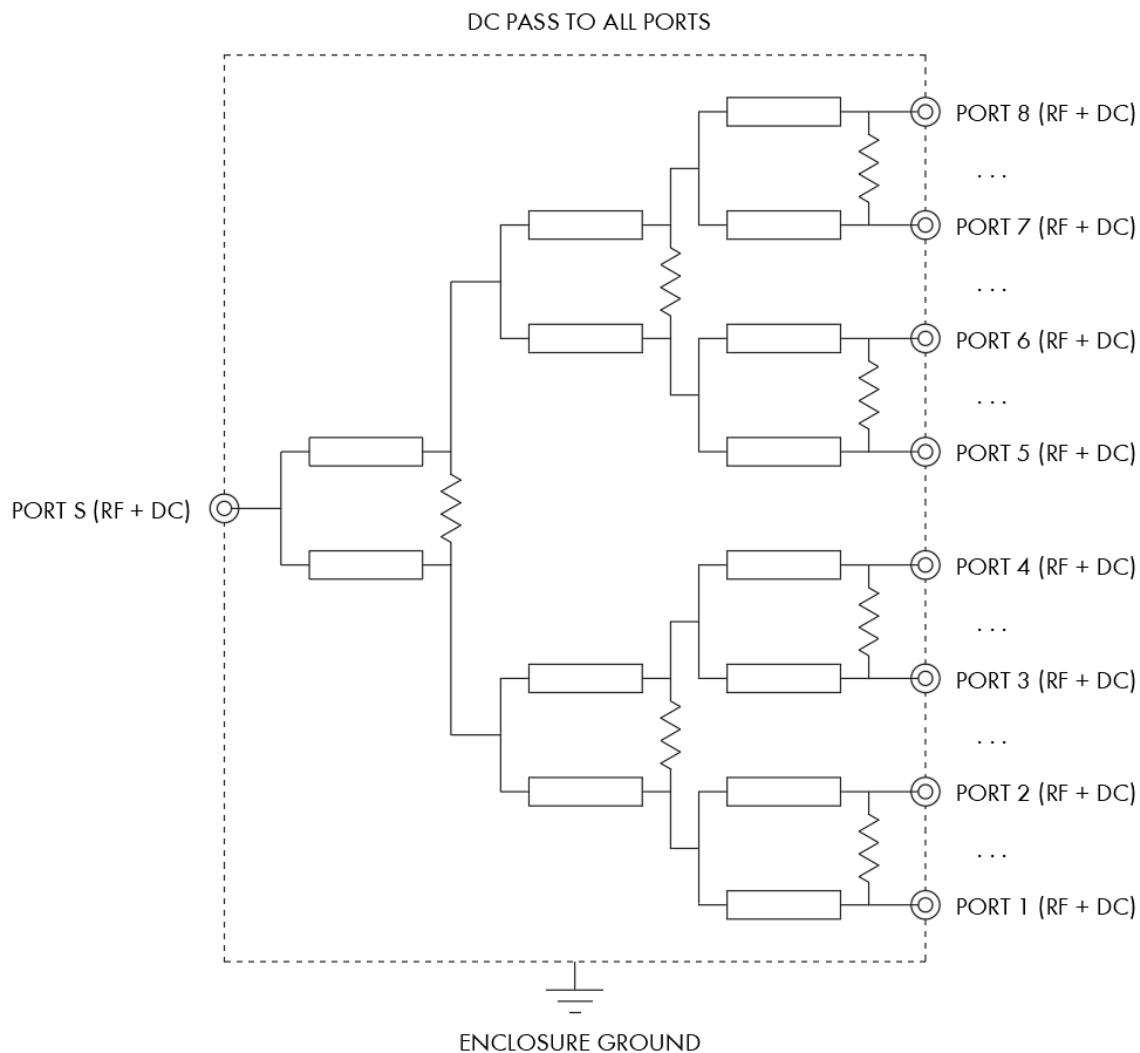 DC PASS TO ALL PORTS
PORT 8 (RF + DC)
...
PORT 7 (RF + DC)
...
PORT 6 (RF + DC)
...
PORT 5 (RF + DC)
PORT S (RF + DC)
PORT 4 (RF + DC)
...
PORT 3 (RF + DC)
...
PORT 2 (RF + DC)
...
PORT 1 (RF + DC)
ENCLOSURE GROUND